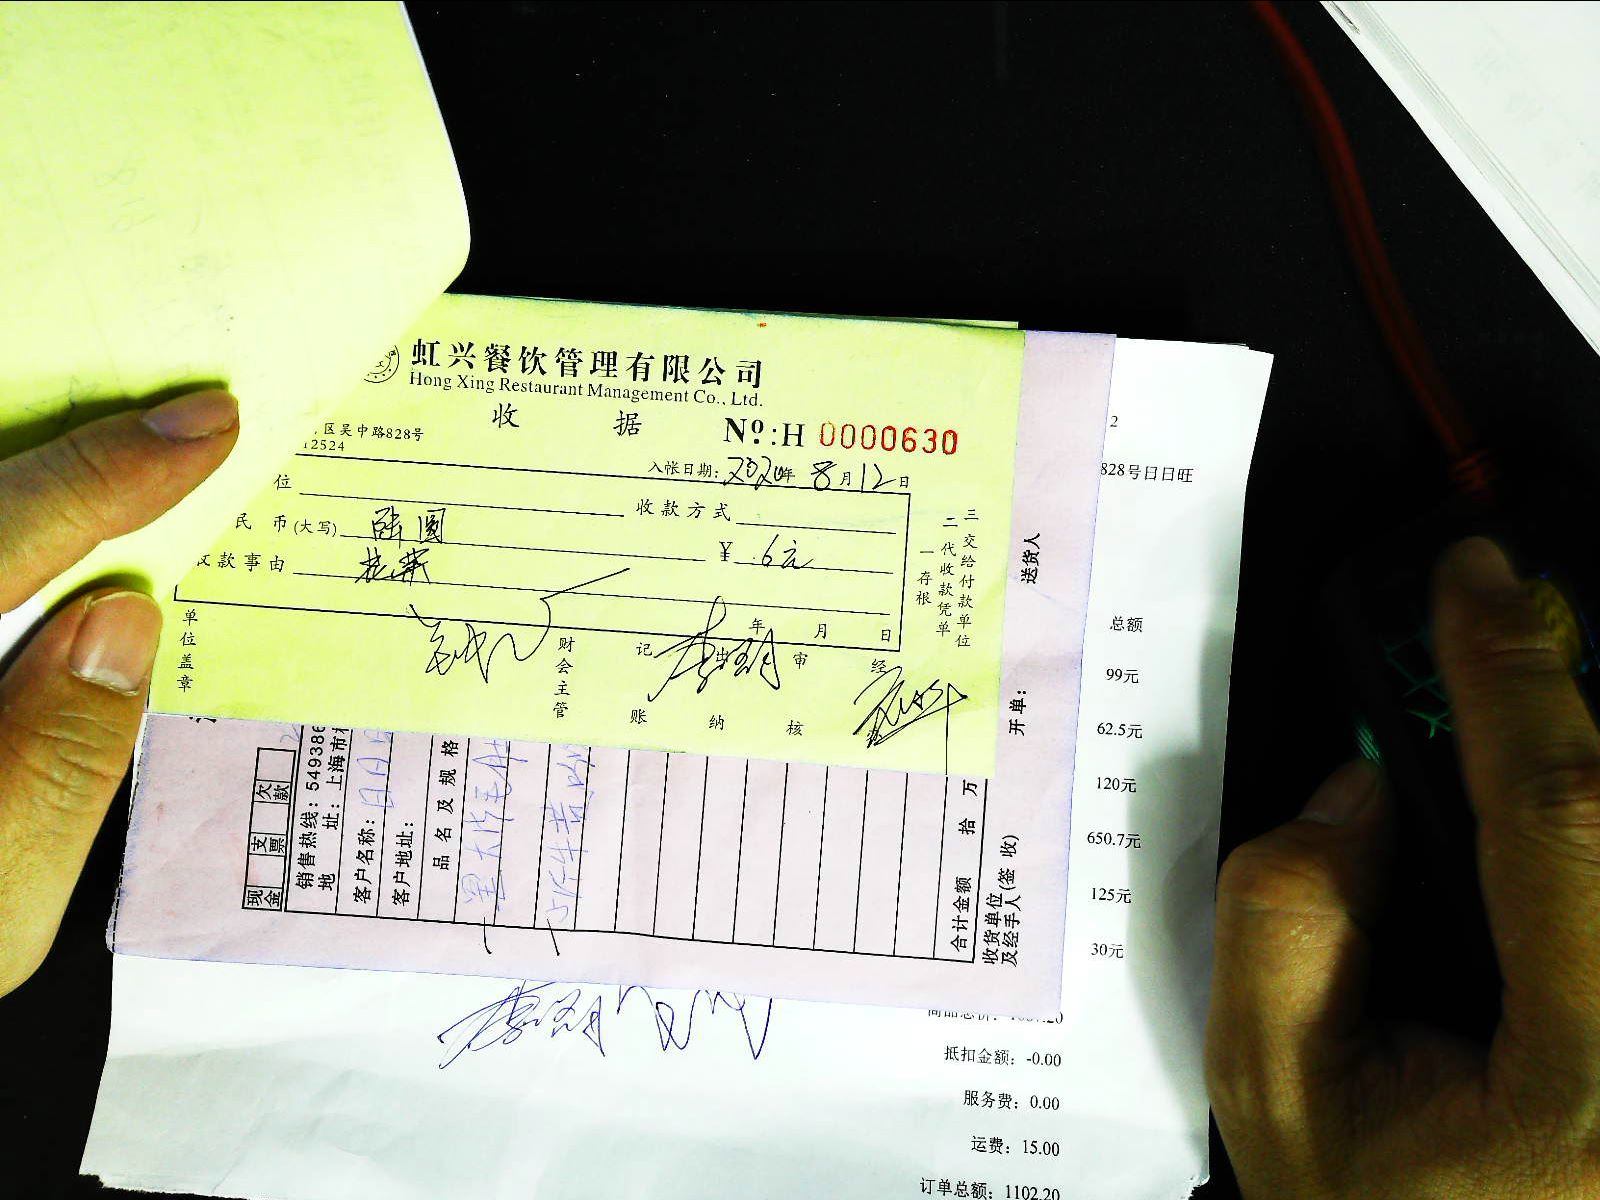 虹兴餐饮管理有限公司
Hong Xing Restaurant Management Co., Ltd.
收 据
No:H 0000630
区吴中路828号
12524
入帐日期: 2020年 8月12日
位
收款方式
民币(大写) 陆圆
¥ 6元
收款事由 花菜
年 月 日
单位盖章
财会主管
记账
出纳
审核
经办
一存根
二代收款凭单
三交给付款单位
送货人
开单:
现金
支票
欠款
销售热线: 549386
地址: 上海市
客户名称: 日日
客户地址:
品名及规格
合计金额
拾
万
收货单位
及经手人(签收)
2
828号日日旺
总额
99元
62.5元
120元
650.7元
125元
30元
商品总价:
抵扣金额: -0.00
服务费: 0.00
运费: 15.00
订单总额: 1102.20